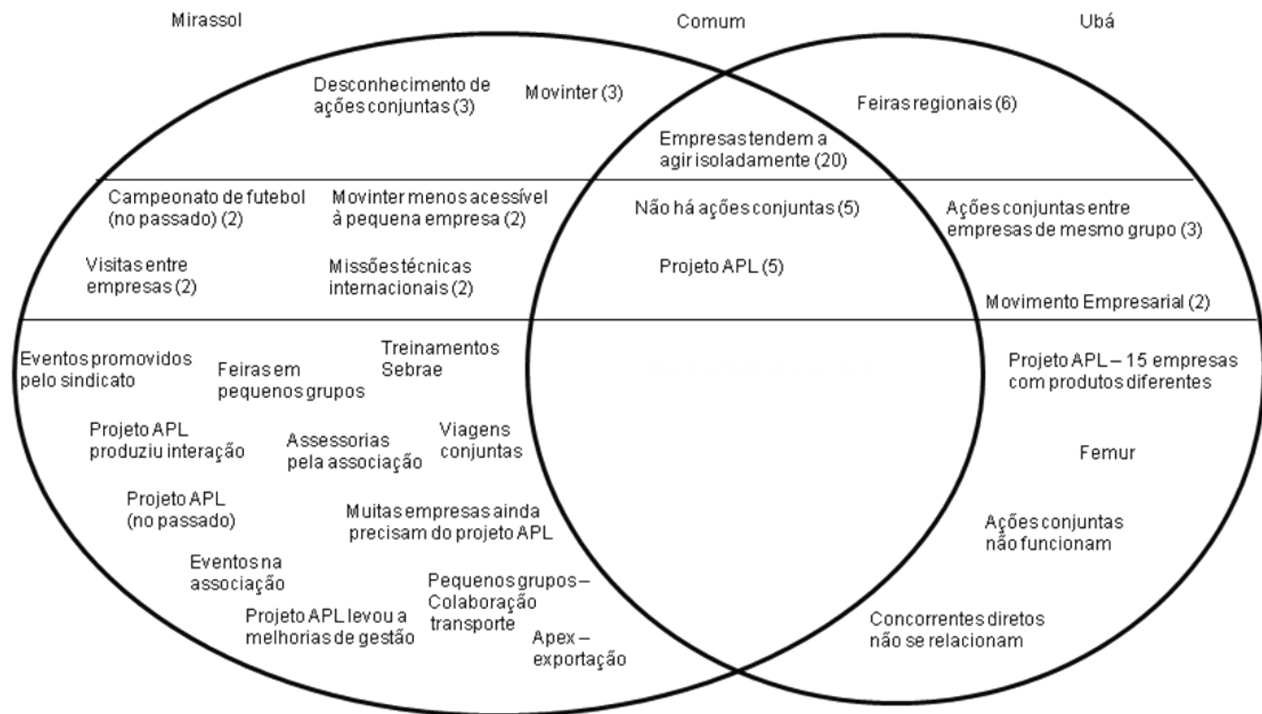 Mirassol
Comum
Ubá
Desconhecimento de
ações conjuntas (3)
Movinter (3)
Feiras regionais (6)
Empresas tendem a
agir isoladamente (20)
Campeonato de futebol
(no passado) (2)
Movinter menos acessível
à pequena empresa (2)
Não há ações conjuntas (5)
Ações conjuntas entre
empresas de mesmo grupo (3)
Visitas entre
empresas (2)
Missões técnicas
internacionais (2)
Projeto APL (5)
Movimento Empresarial (2)
Eventos promovidos
pelo sindicato
Feiras em
pequenos grupos
Treinamentos
Sebrae
Projeto APL – 15 empresas
com produtos diferentes
Projeto APL
produziu interação
Assessorias
pela associação
Viagens
conjuntas
Femur
Projeto APL
(no passado)
Muitas empresas ainda
precisam do projeto APL
Ações conjuntas
não funcionam
Eventos na
associação
Pequenos grupos –
Colaboração
transporte
Projeto APL levou a
melhorias de gestão
Apex –
exportação
Concorrentes diretos
não se relacionam